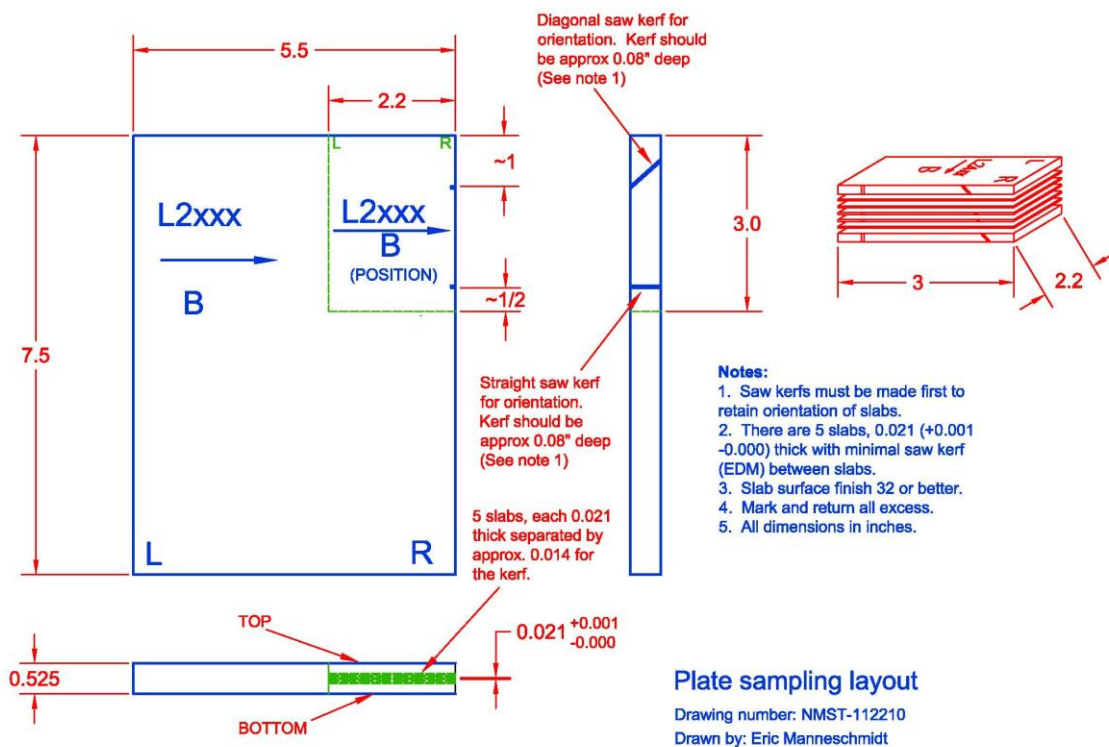 5.5
2.2
L
R
~1
7.5
L2xxx
B
L2xxx
B
(POSITION)
~1/2
L
R
Diagonal saw kerf for
orientation. Kerf should
be approx 0.08" deep
(See note 1)
3.0
Straight saw kerf
for orientation.
Kerf should be
approx 0.08" deep
(See note 1)
L
R
B
3
2.2
Notes:
1. Saw kerfs must be made first to
retain orientation of slabs.
2. There are 5 slabs, 0.021 (+0.001
-0.000) thick with minimal saw kerf
(EDM) between slabs.
3. Slab surface finish 32 or better.
4. Mark and return all excess.
5. All dimensions in inches.
5 slabs, each 0.021
thick separated by
approx. 0.014 for
the kerf.
TOP
0.525
BOTTOM
0.021 +0.001
-0.000
Plate sampling layout
Drawing number: NMST-112210
Drawn by: Eric Manneschmidt